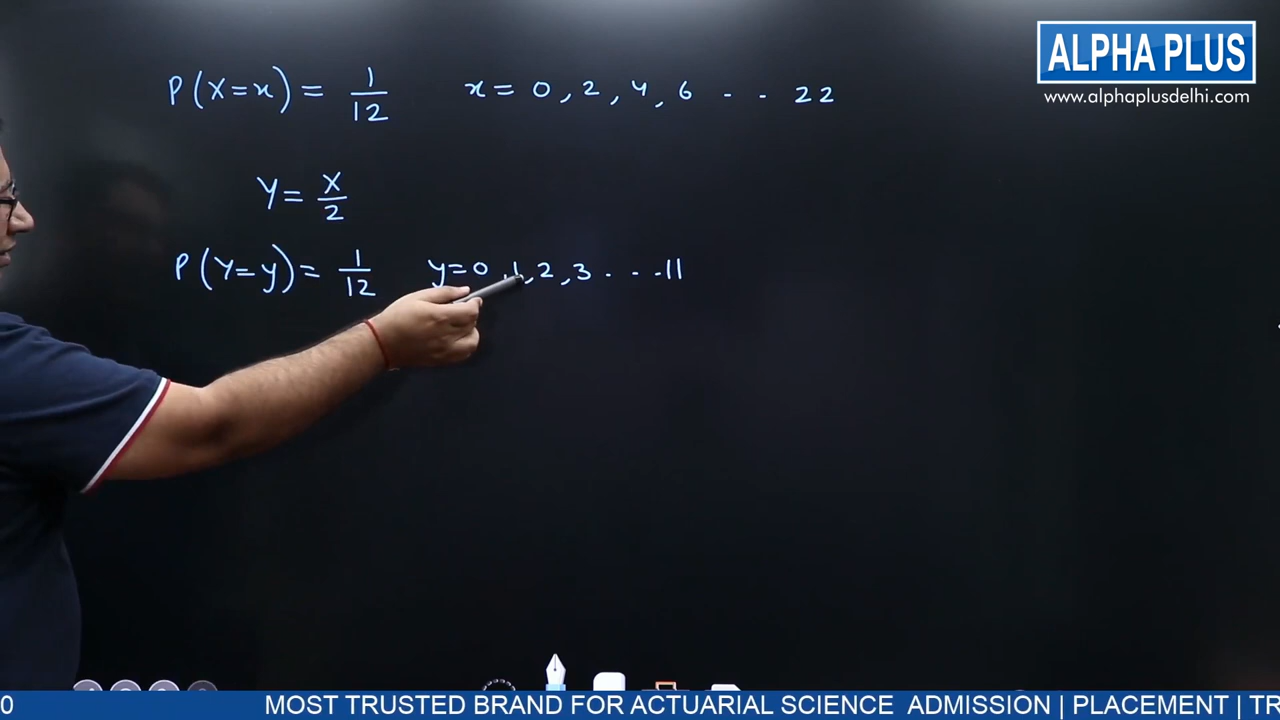 ALPHA PLUS
www.alphaplusdelhi.com
P(X=x) = 1/12 x = 0, 2, 4, 6 - - 22
Y = X/2
P(Y=y) = 1/12 y=0, 1, 2, 3 . - - . 11
0 MOST TRUSTED BRAND FOR ACTUARIAL SCIENCE ADMISSION | PLACEMENT | TR